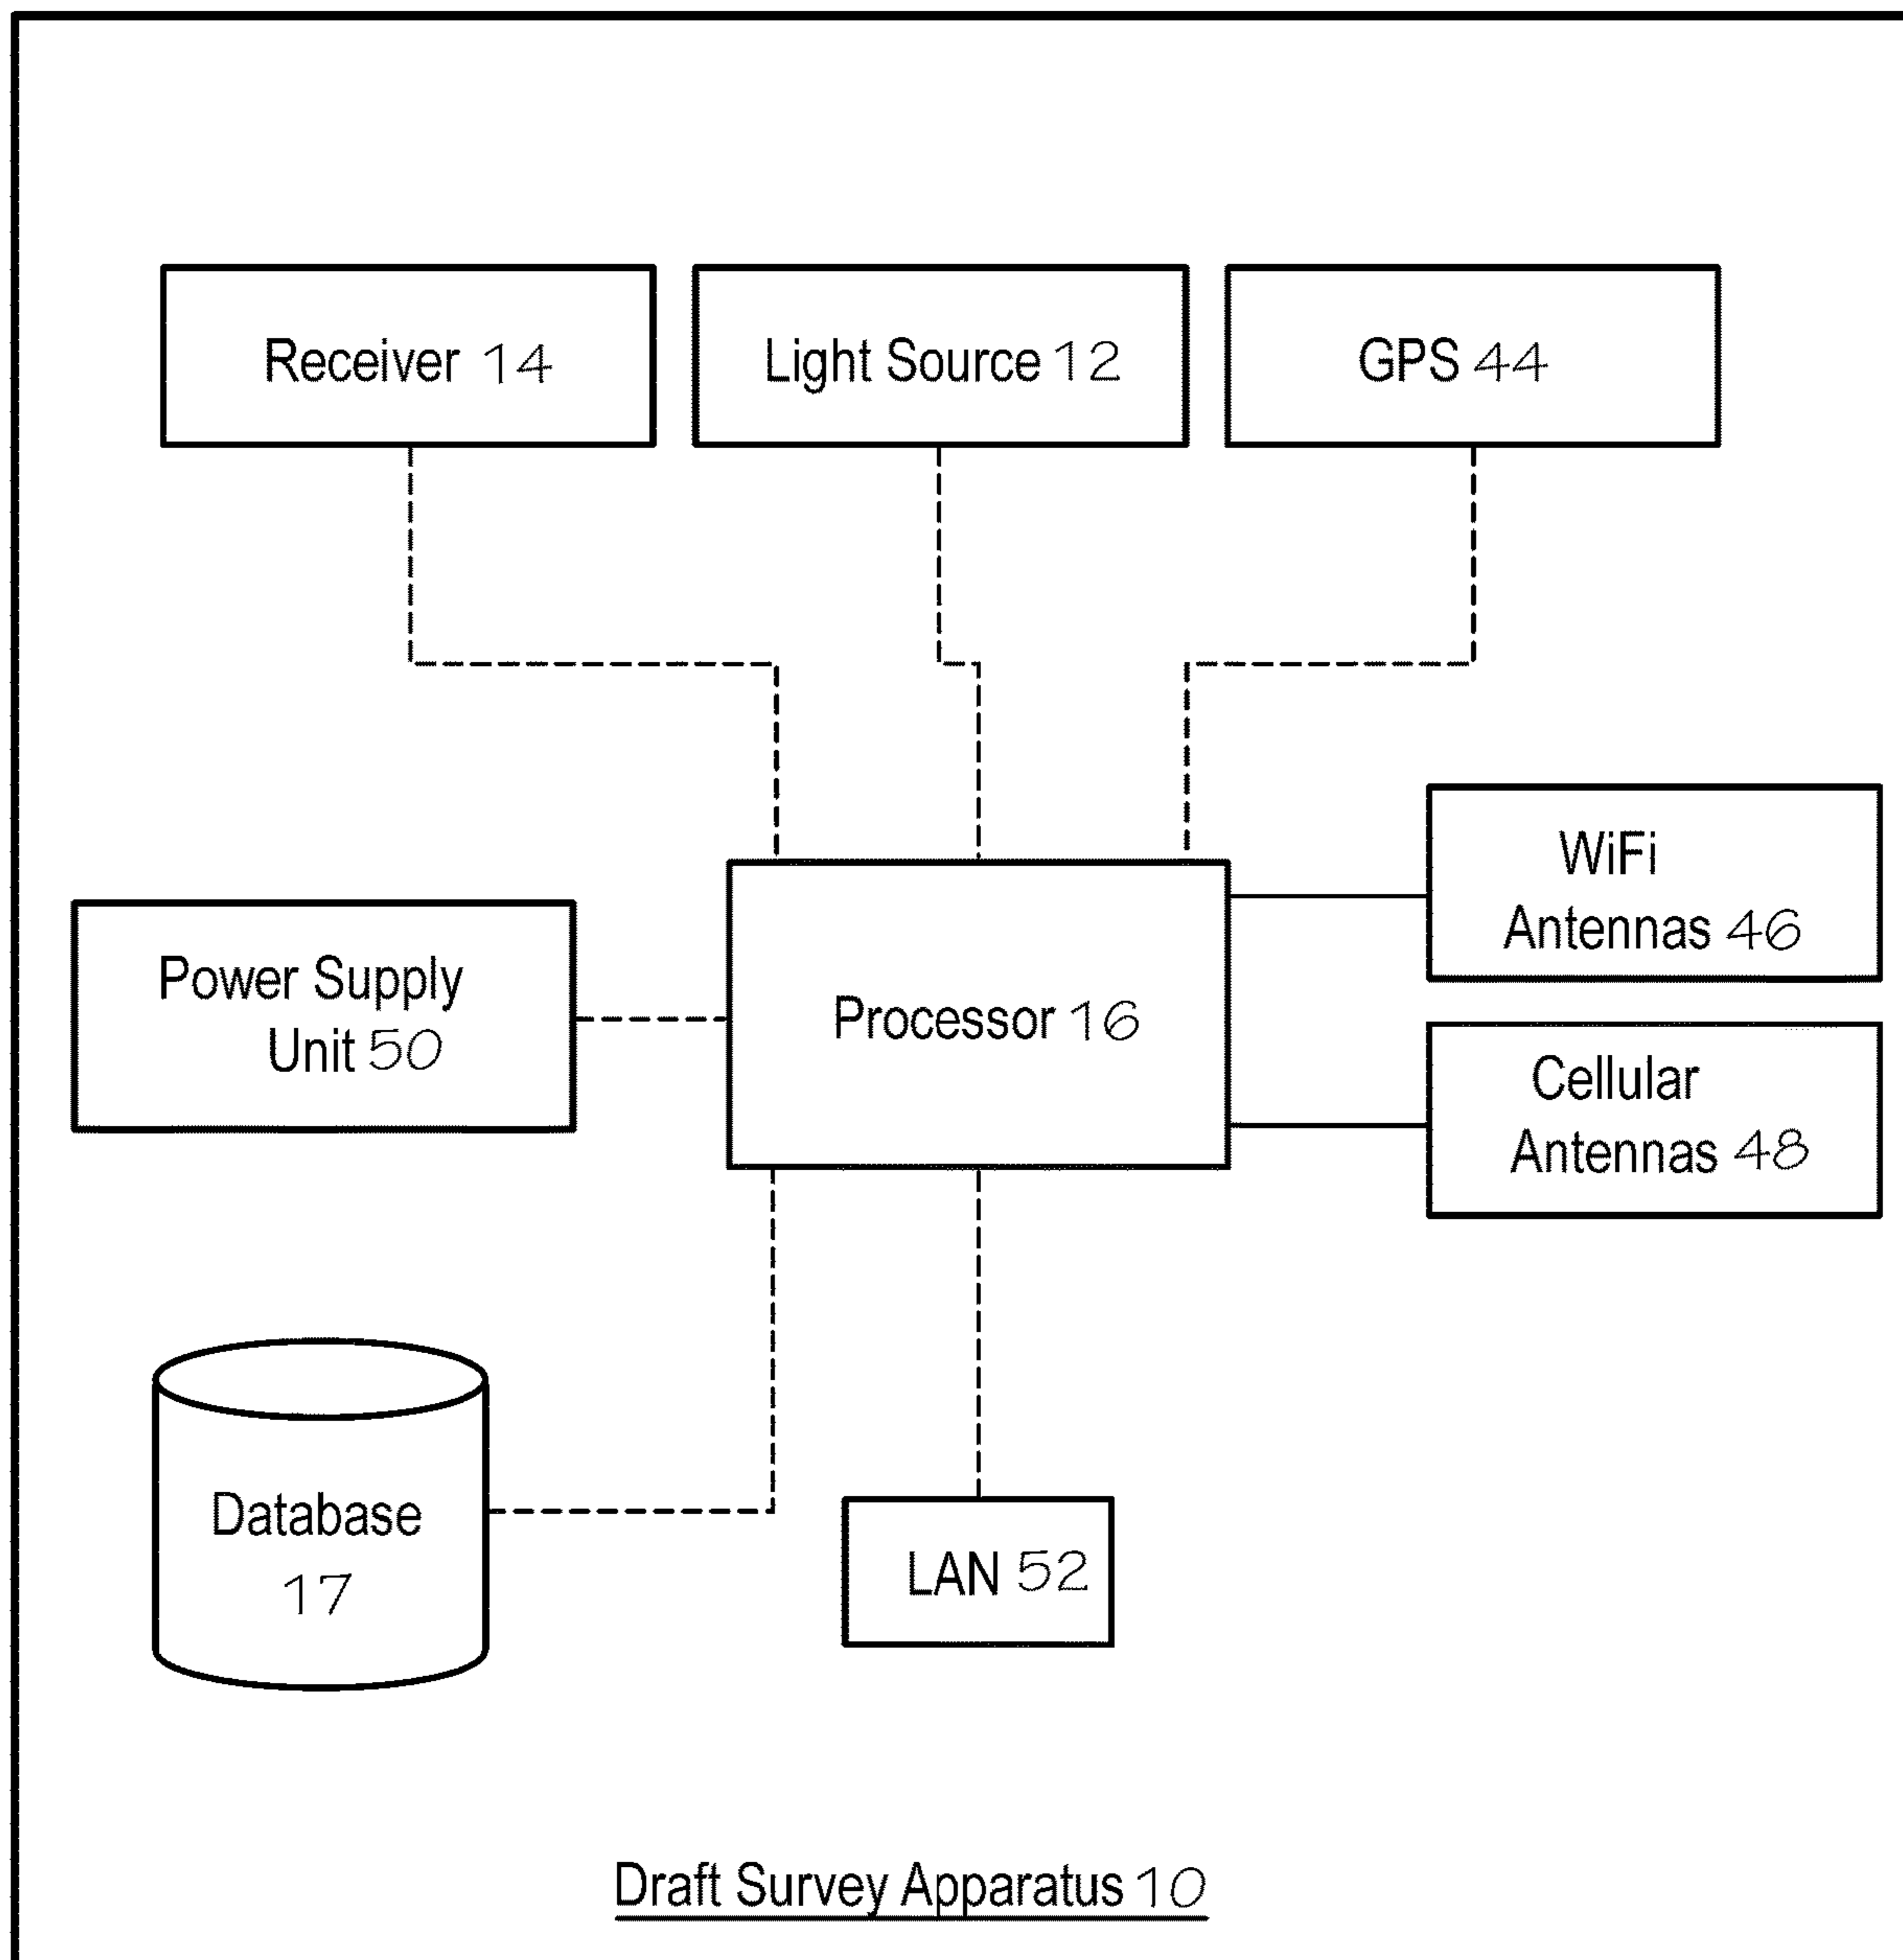 Receiver 14
Light Source 12
GPS 44
WiFi
Antennas 46
Power Supply
Unit 50
Processor 16
Cellular
Antennas 48
Database
17
LAN 52
Draft Survey Apparatus 10